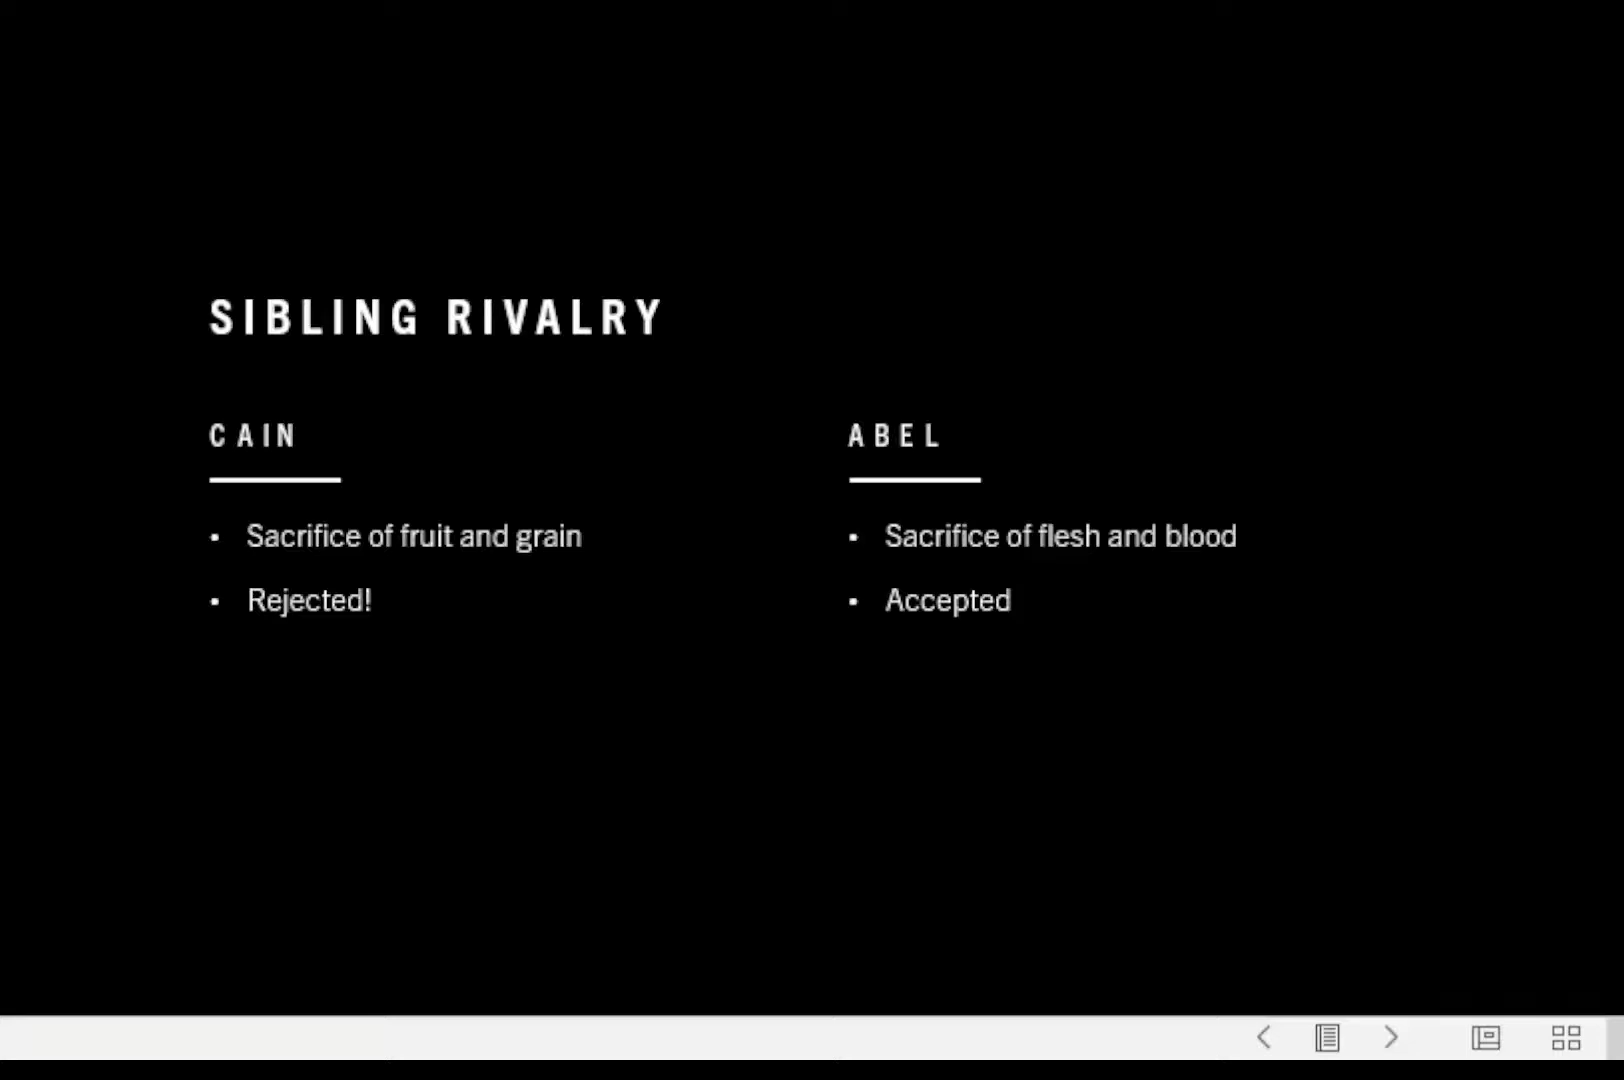 SIBLING RIVALRY
CAIN
• Sacrifice of fruit and grain
• Rejected!
ABEL
• Sacrifice of flesh and blood
• Accepted